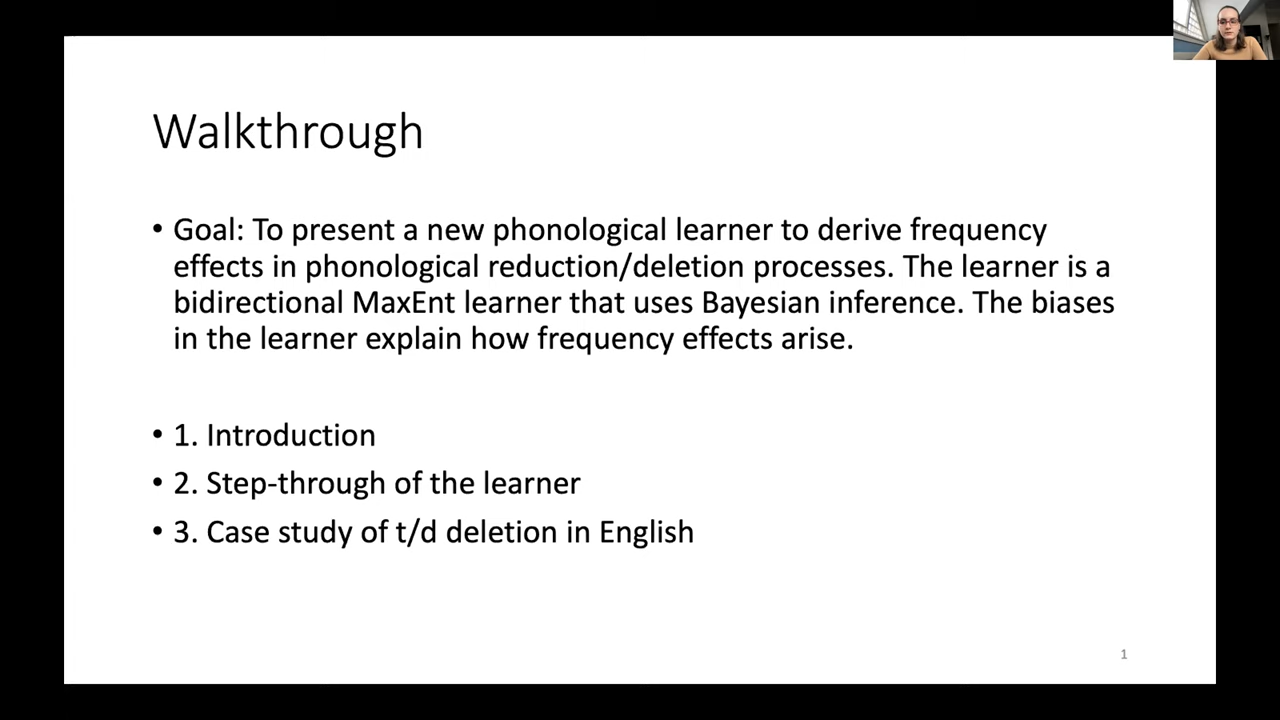 Walkthrough
• Goal: To present a new phonological learner to derive frequency
effects in phonological reduction/deletion processes. The learner is a
bidirectional MaxEnt learner that uses Bayesian inference. The biases
in the learner explain how frequency effects arise.
• 1. Introduction
• 2. Step-through of the learner
• 3. Case study of t/d deletion in English
1